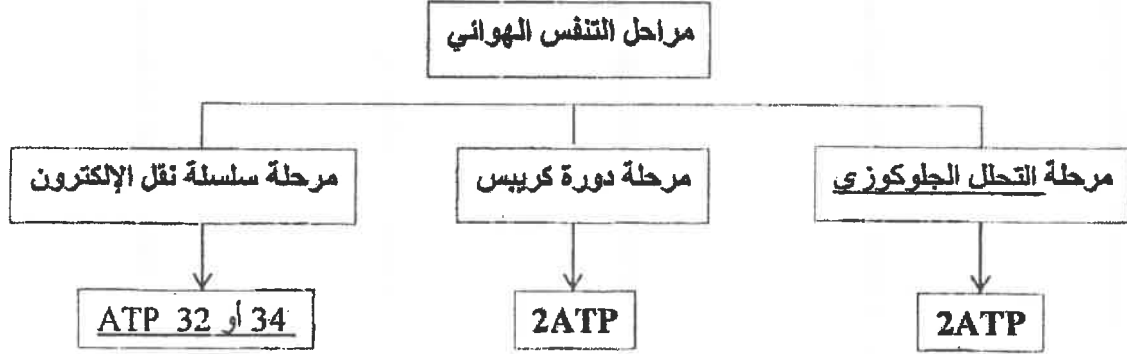 مراحل التنفس الهوائي
مرحلة التحلل الجلوكوزي
مرحلة دورة كريبس
مرحلة سلسلة نقل الإلكترون
2ATP
2ATP
34 أو 32 ATP